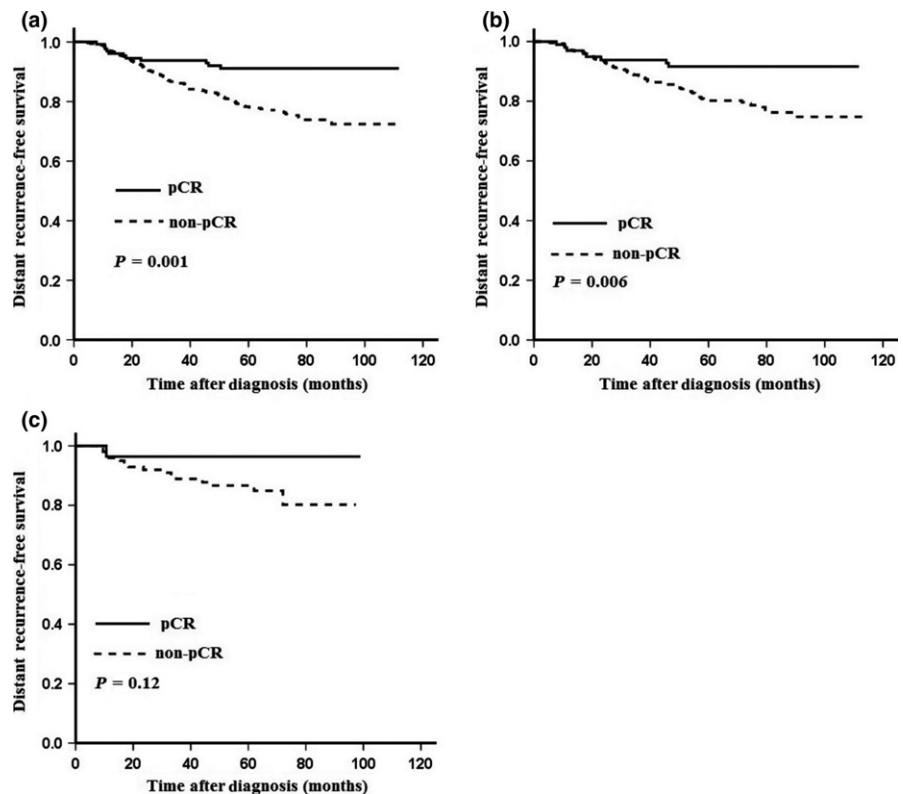 (a)
Distant recurrence-free survival
1.0
0.8
0.6
0.4
0.2
0.0
pCR
non-pCR
P = 0.001
0 20 40 60 80 100 120
Time after diagnosis (months)
(b)
Distant recurrence-free survival
1.0
0.8
0.6
0.4
0.2
0.0
pCR
non-pCR
P = 0.006
0 20 40 60 80 100 120
Time after diagnosis (months)
(c)
Distant recurrence-free survival
1.0
0.8
0.6
0.4
0.2
0.0
pCR
non-pCR
P = 0.12
0 20 40 60 80 100 120
Time after diagnosis (months)